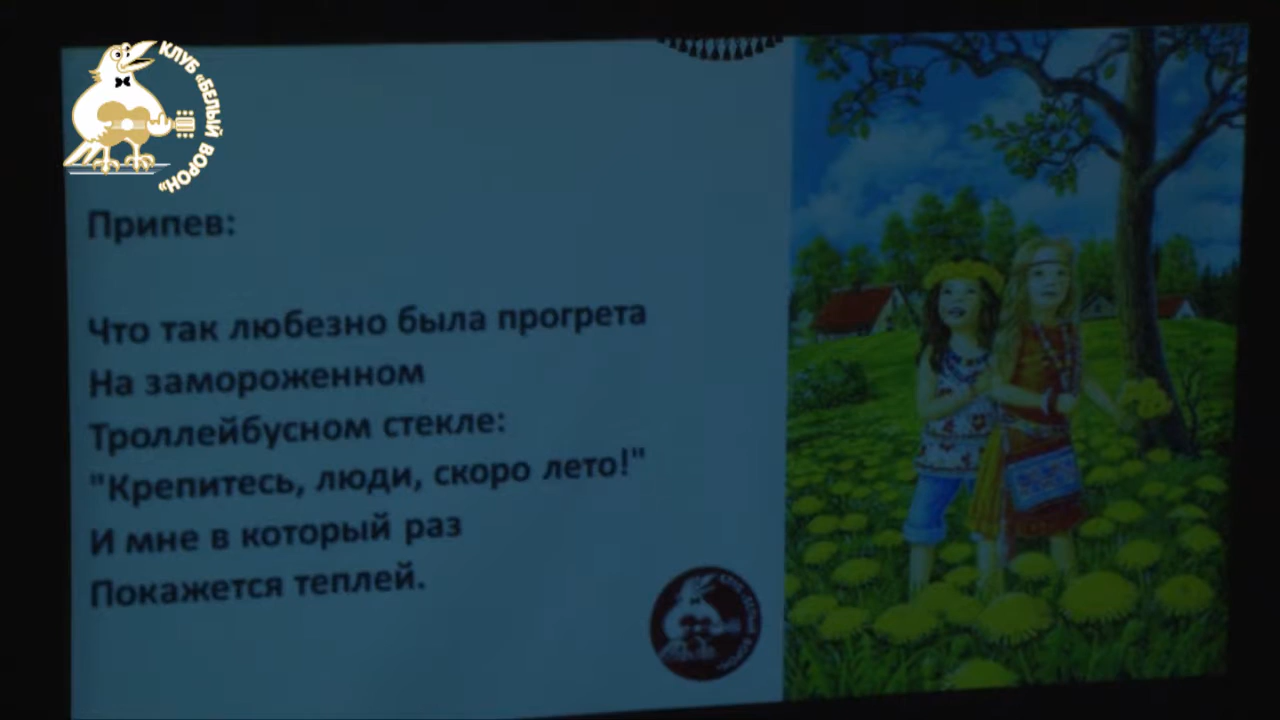 КЛУБ «БЕЛЫЙ ВОРОН»
Припев:
Что так любезно была прогрета
На замороженном
Троллейбусном стекле:
"Крепитесь, люди, скоро лето!"
И мне в который раз
Покажется теплей.